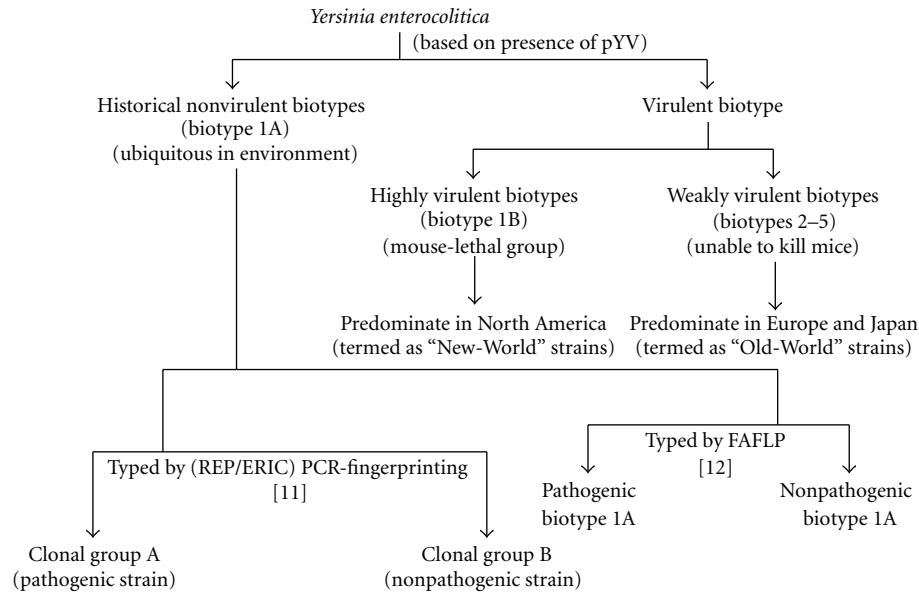 Yersinia enterocolitica
(based on presence of pYV)
Historical nonvirulent biotypes
(biotype 1A)
(ubiquitous in environment)
Virulent biotype
Highly virulent biotypes
(biotype 1B)
(mouse-lethal group)
Weakly virulent biotypes
(biotypes 2–5)
(unable to kill mice)
Predominate in North America
(termed as “New-World” strains)
Predominate in Europe and Japan
(termed as “Old-World” strains)
Typed by (REP/ERIC) PCR-fingerprinting
[11]
Typed by FAFLP
[12]
Pathogenic
biotype 1A
Nonpathogenic
biotype 1A
Clonal group A
(pathogenic strain)
Clonal group B
(nonpathogenic strain)